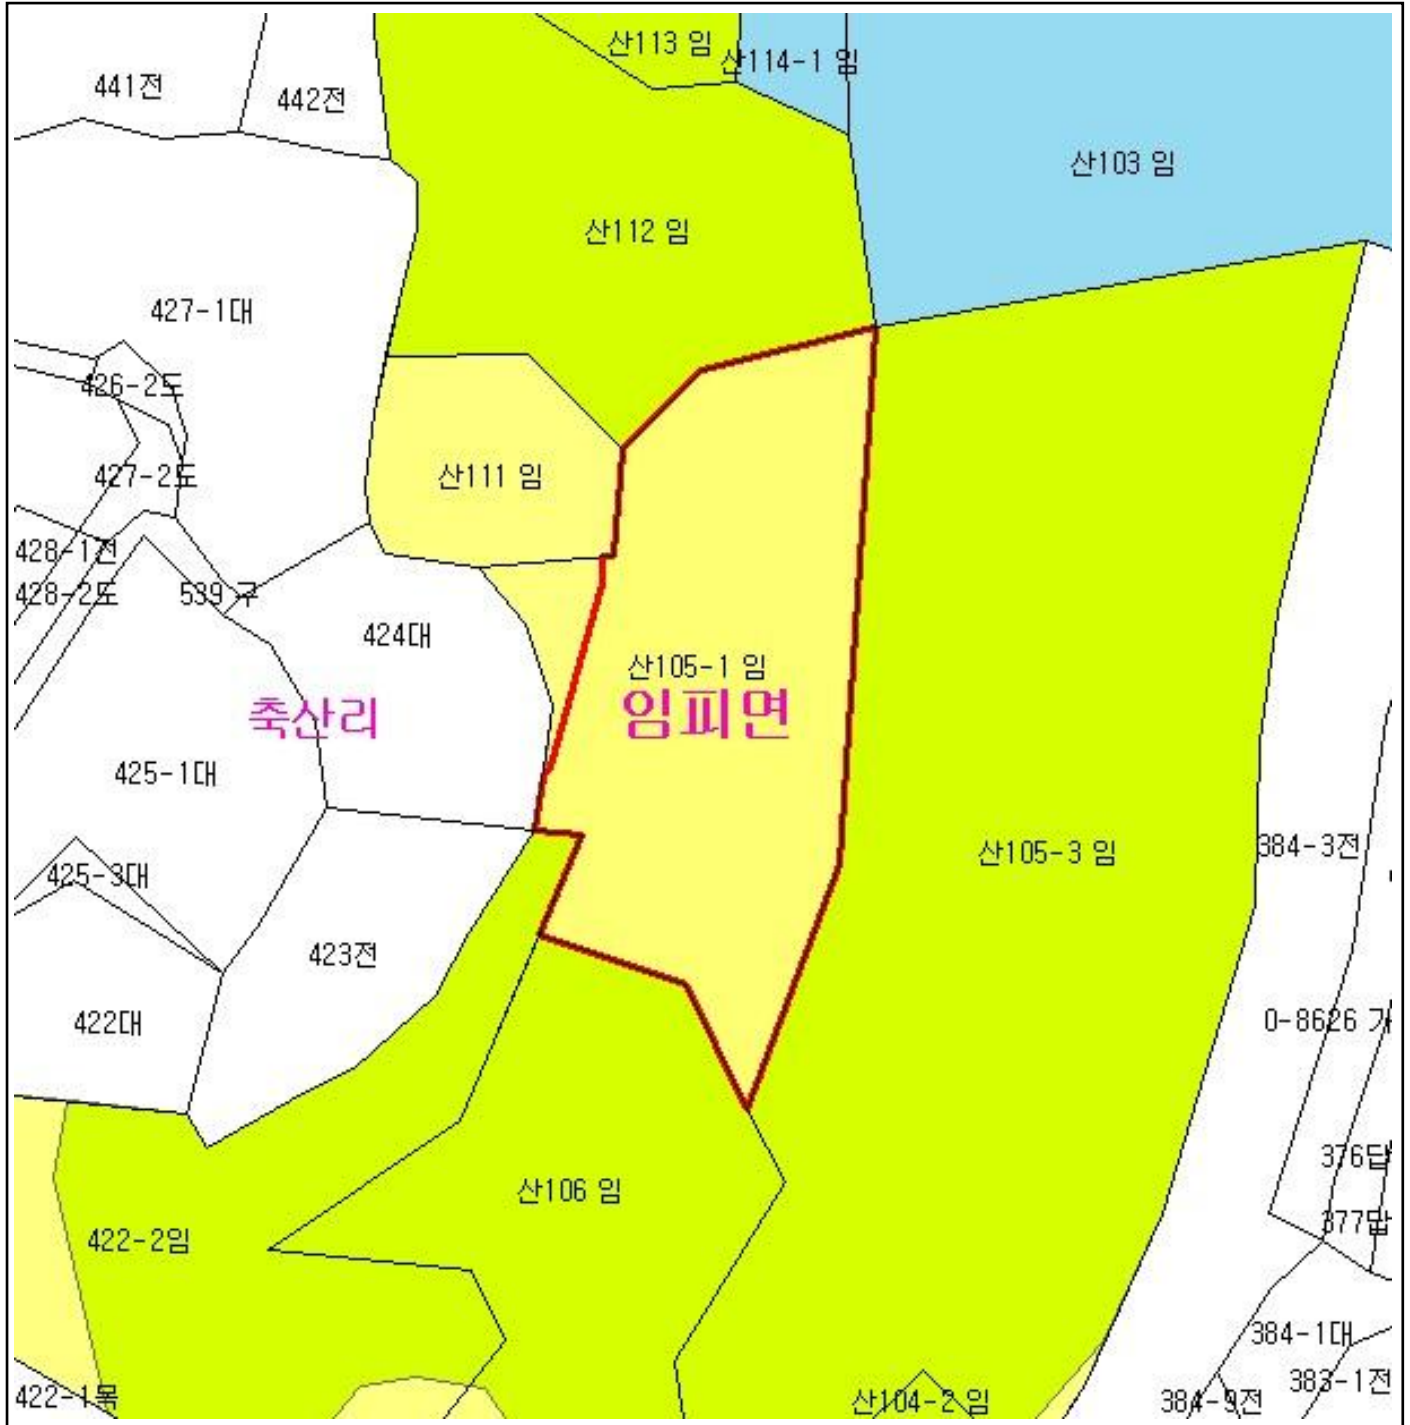 산113 임
산114-1 임
441전
442전
산103 임
산112 임
427-1대
426-2도
427-2도
산111 임
428-1전
428-2도
539 구
424대
산105-1 임
축산리
임피면
425-1대
384-3전
산105-3 임
425-3대
423전
422대
0-8626 가
376답
산106 임
377답
422-2임
384-1대
383-1전
422-1목
산104-2 임
384-9전